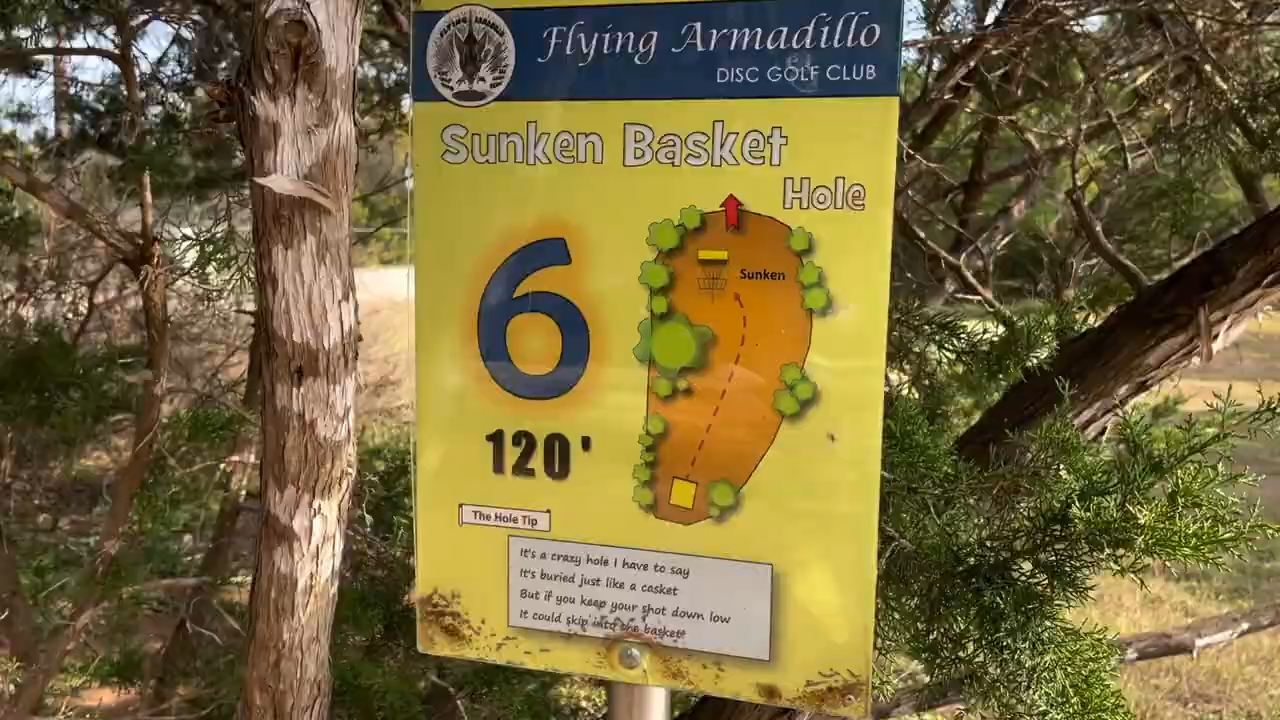 Flying Armadillo
DISC GOLF CLUB
Sunken Basket
Hole
6
Sunken
120'
The Hole Tip
It's a crazy hole I have to say
It's buried just like a casket
But if you keep your shot down low
It could skip into the basket!